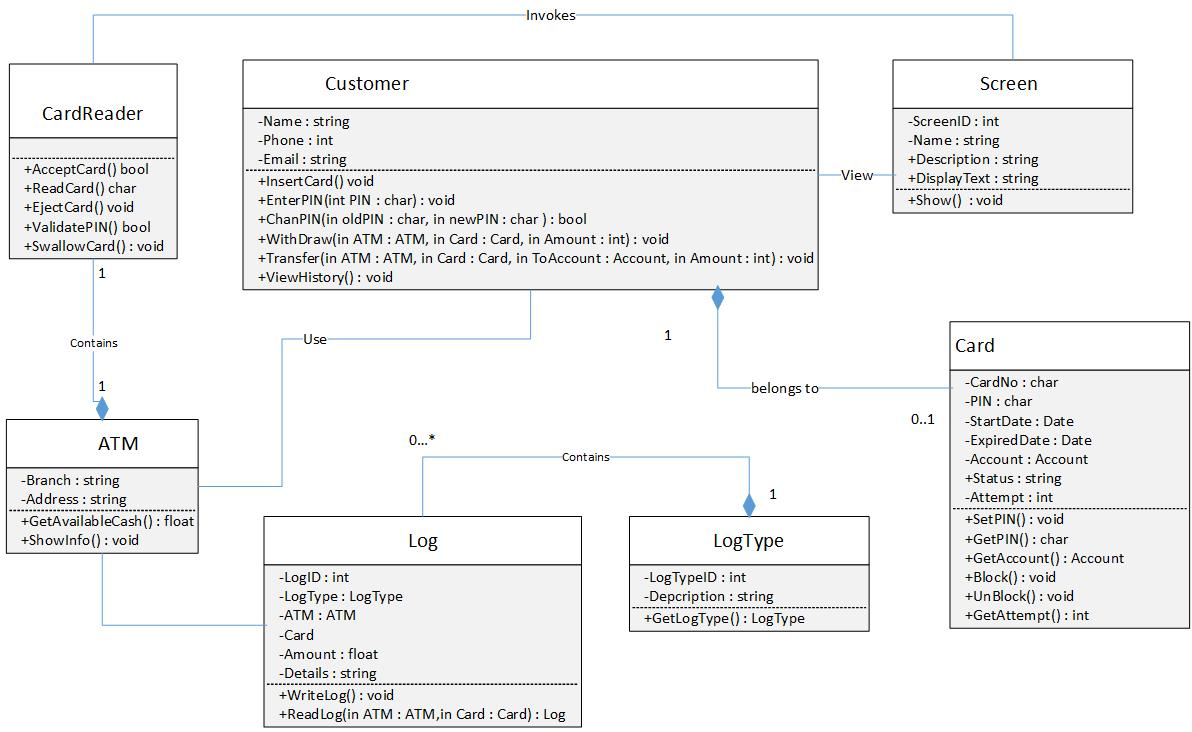 Invokes
CardReader
+AcceptCard() bool
+ReadCard() char
+EjectCard() void
+ValidatePIN() bool
+SwallowCard() : void
Customer
-Name : string
-Phone : int
-Email : string
+InsertCard() void
+EnterPIN(int PIN : char) : void
+ChanPIN(in oldPIN : char, in newPIN : char ) : bool
+WithDraw(in ATM : ATM, in Card : Card, in Amount : int) : void
+Transfer(in ATM : ATM, in Card : Card, in ToAccount : Account, in Amount : int) : void
+ViewHistory() : void
View
Screen
-ScreenID : int
-Name : string
+Description : string
+DisplayText : string
+Show() : void
1
Contains
1
Use
1
belongs to
0..1
Card
-CardNo : char
-PIN : char
-StartDate : Date
-ExpiredDate : Date
-Account : Account
+Status : string
-Attempt : int
+SetPIN() : void
+GetPIN() : char
+GetAccount() : Account
+Block() : void
+UnBlock() : void
+GetAttempt() : int
ATM
-Branch : string
-Address : string
+GetAvailableCash() : float
+ShowInfo() : void
0...*
Contains
1
Log
-LogID : int
-LogType : LogType
-ATM : ATM
-Card
-Amount : float
-Details : string
+WriteLog() : void
+ReadLog(in ATM : ATM,in Card : Card) : Log
LogType
-LogTypeID : int
-Depcription : string
+GetLogType() : LogType